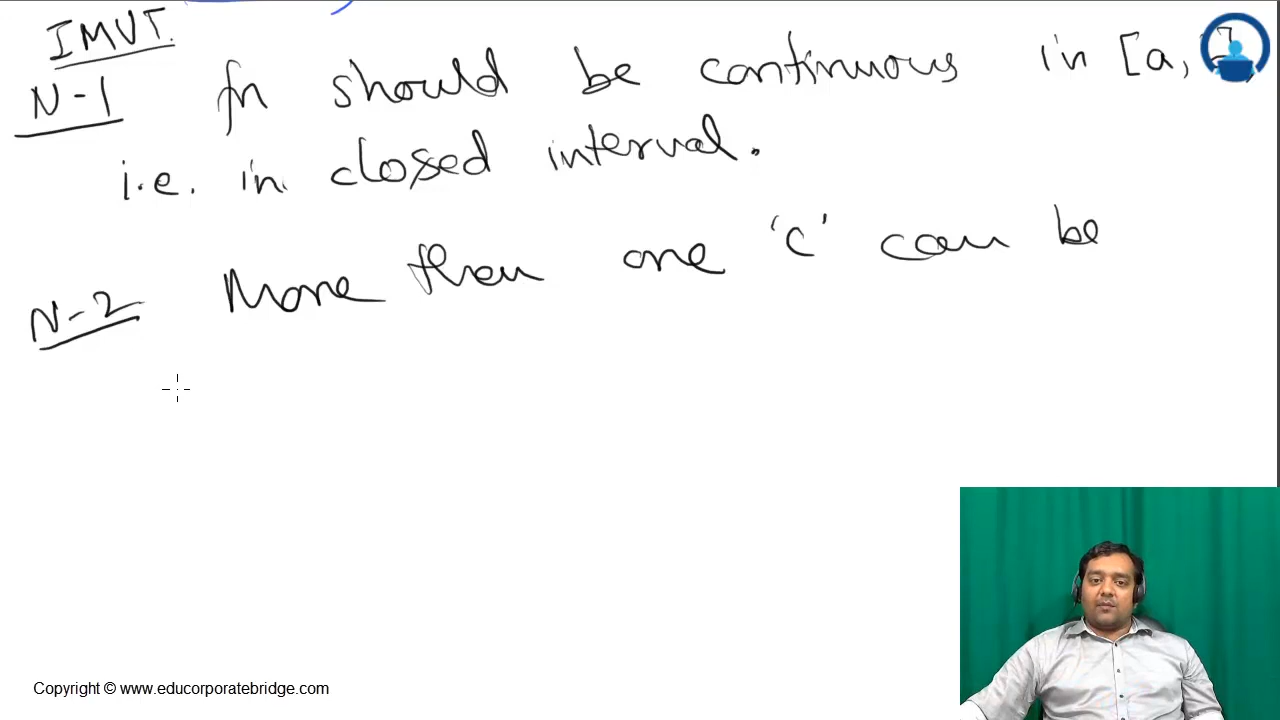 IMVT.
N-1 fn should be continuous in [a,
i.e. in closed interval.
N-2 More than one 'c' can be
Copyright © www.educorporatebridge.com